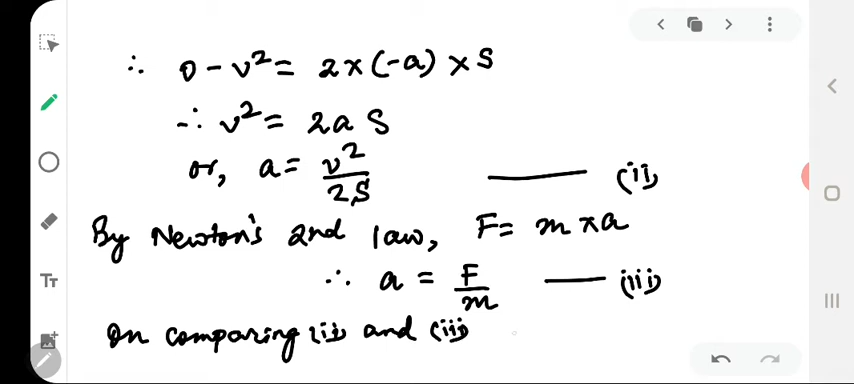 ∴ 0 - v² = 2 × (-a) × S
∴ v² = 2a S
or, a = v²/2S ——— (ii)
By Newton's 2nd law, F = m × a
∴ a = F/m —— (iii)
On comparing (ii) and (iii)
Tт